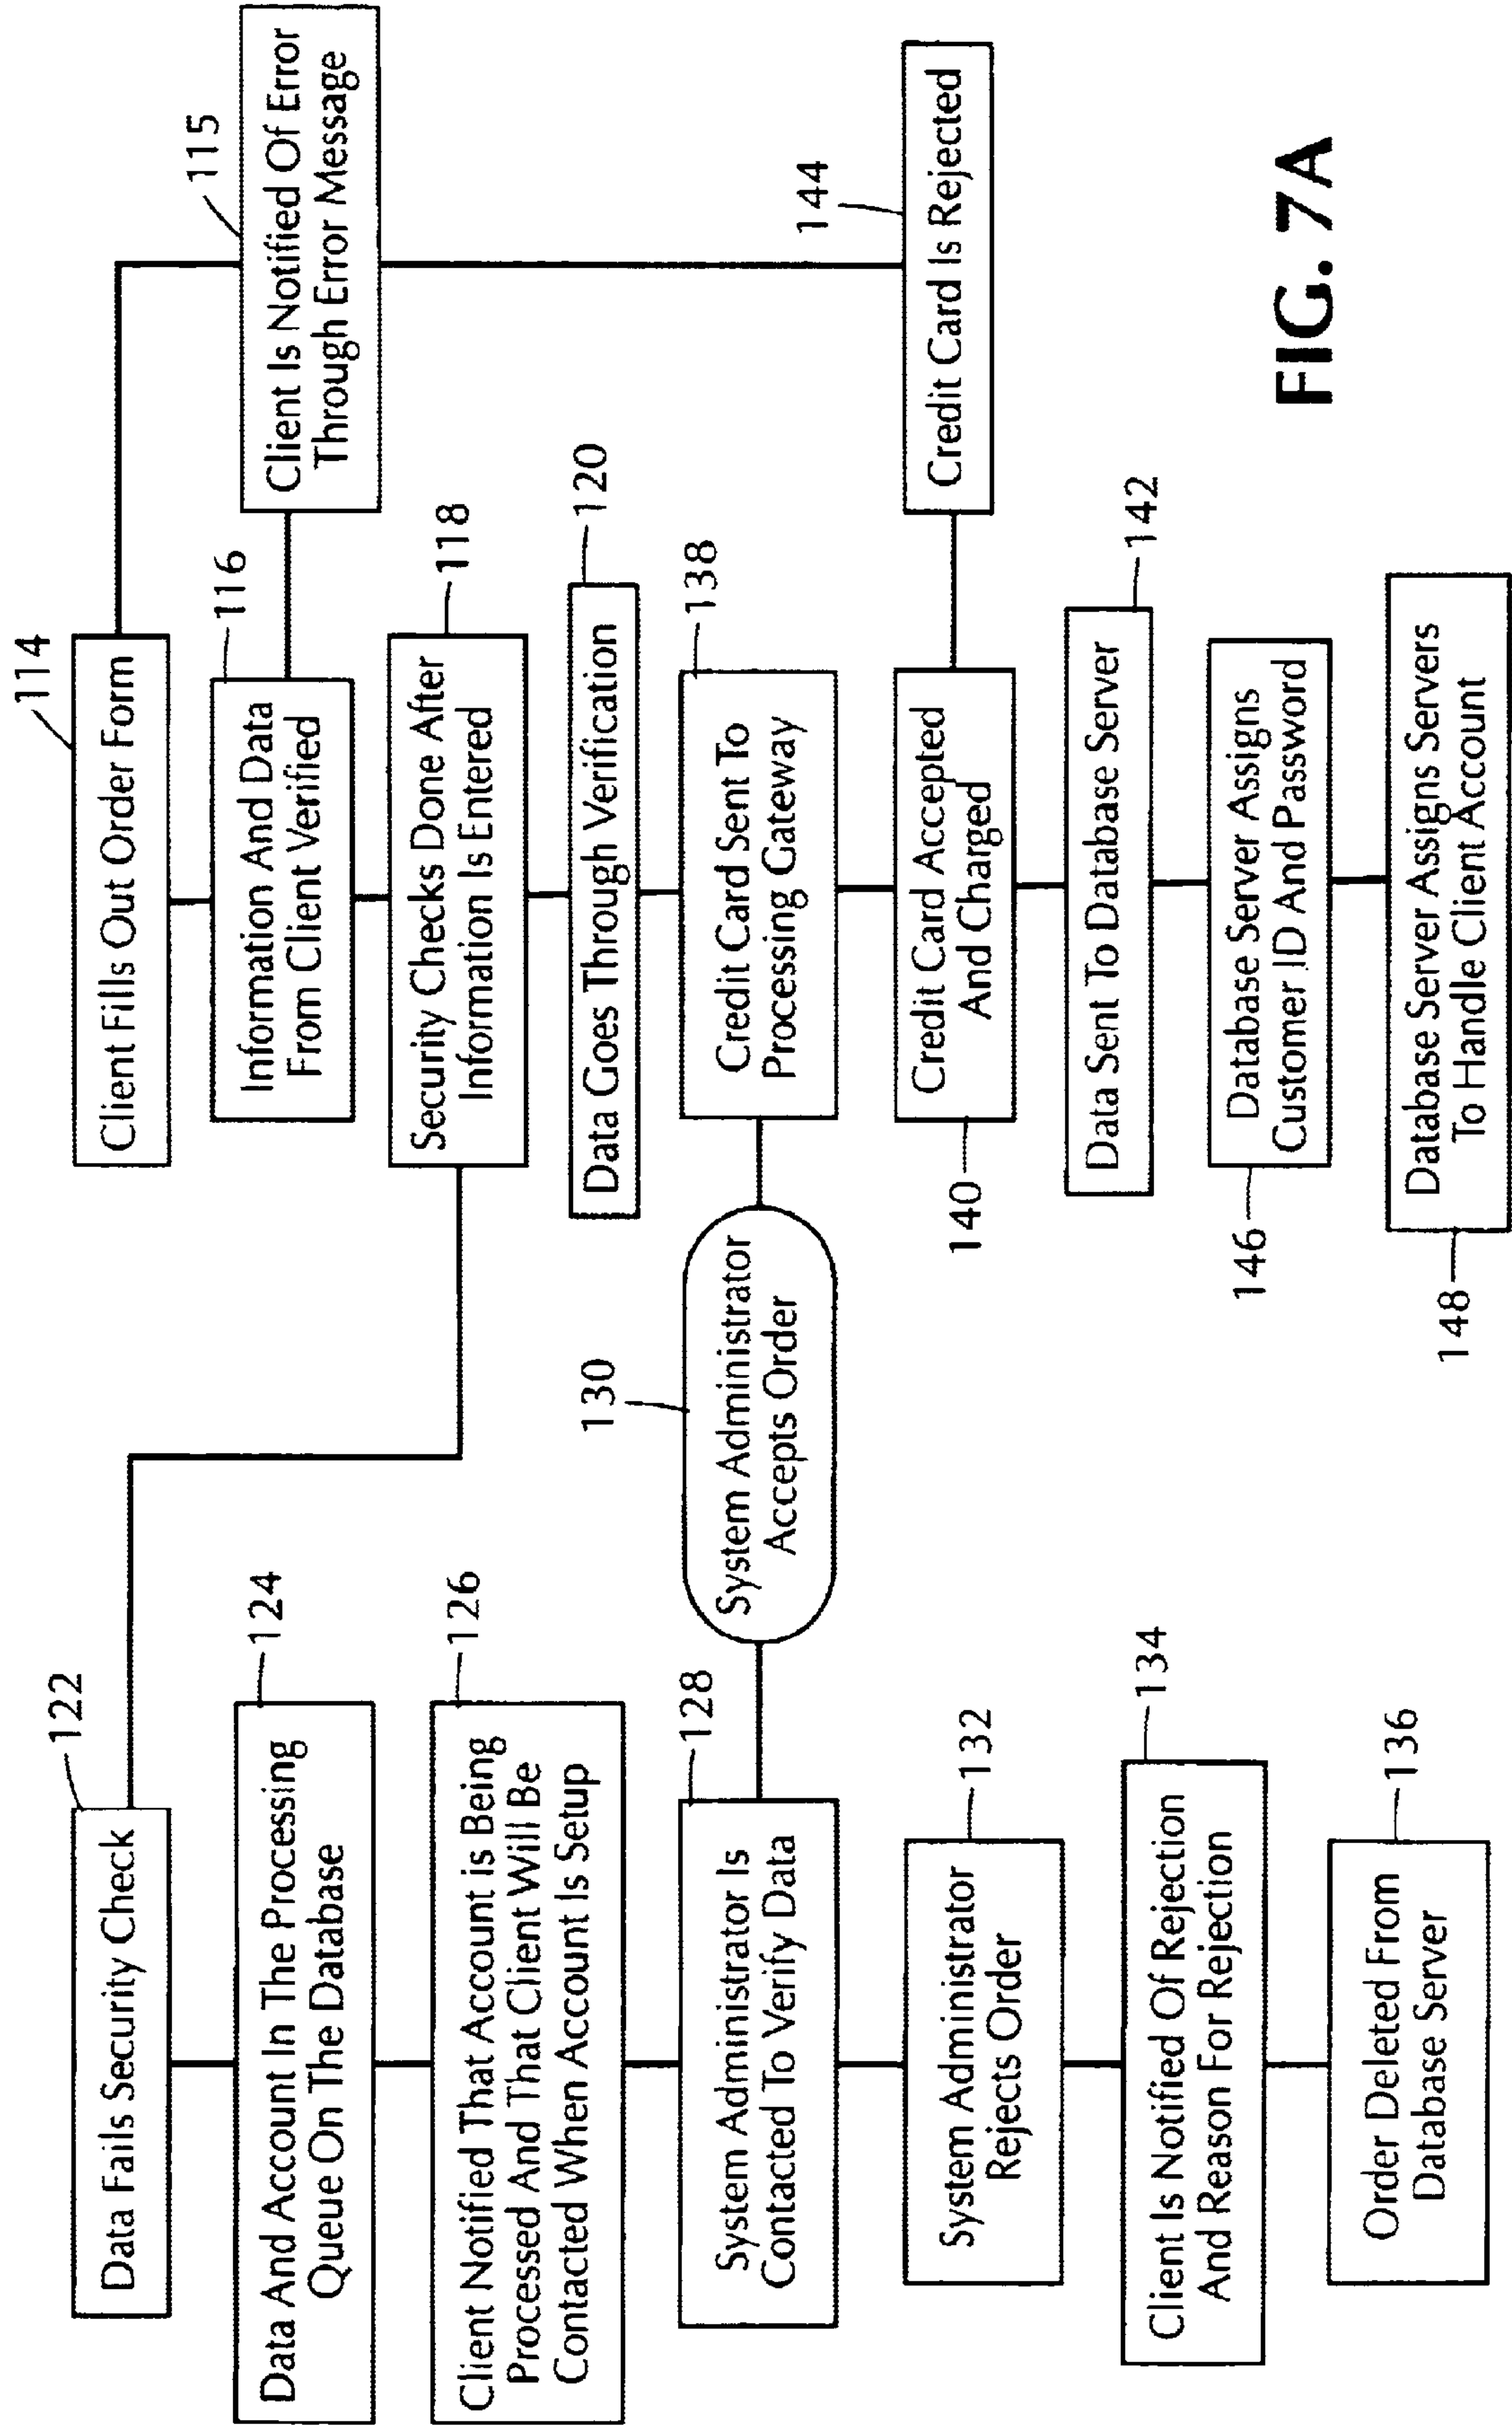 122
Data Fails Security Check
124
Data And Account In The Processing
Queue On The Database
126
Client Notified That Account is Being
Processed And That Client Will Be
Contacted When Account Is Setup
128
System Administrator Is
Contacted To Verify Data
130
System Administrator
Accepts Order
132
System Administrator
Rejects Order
134
Client Is Notified Of Rejection
And Reason For Rejection
136
Order Deleted From
Database Server
114
Client Fills Out Order Form
116
Information And Data
From Client Verified
118
Security Checks Done After
Information Is Entered
120
Data Goes Through Verification
138
Credit Card Sent To
Processing Gateway
140
Credit Card Accepted
And Charged
142
Data Sent To Database Server
146
Database Server Assigns
Customer ID And Password
148
Database Server Assigns Servers
To Handle Client Account
115
Client Is Notified Of Error
Through Error Message
144
Credit Card Is Rejected
FIG. 7A